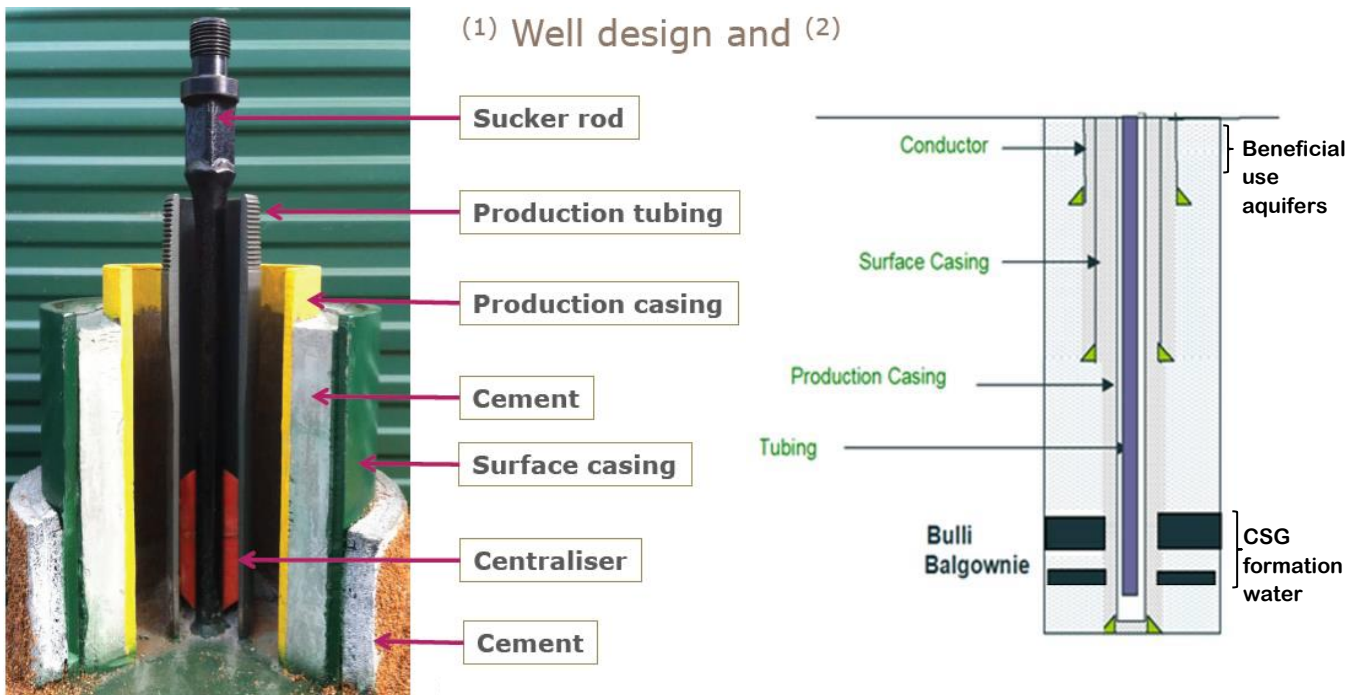 (1) Well design and (2)
Sucker rod
Production tubing
Production casing
Cement
Surface casing
Centraliser
Cement
Conductor
Surface Casing
Production Casing
Tubing
Bulli
Balgownie
Beneficial
use
aquifers
CSG
formation
water